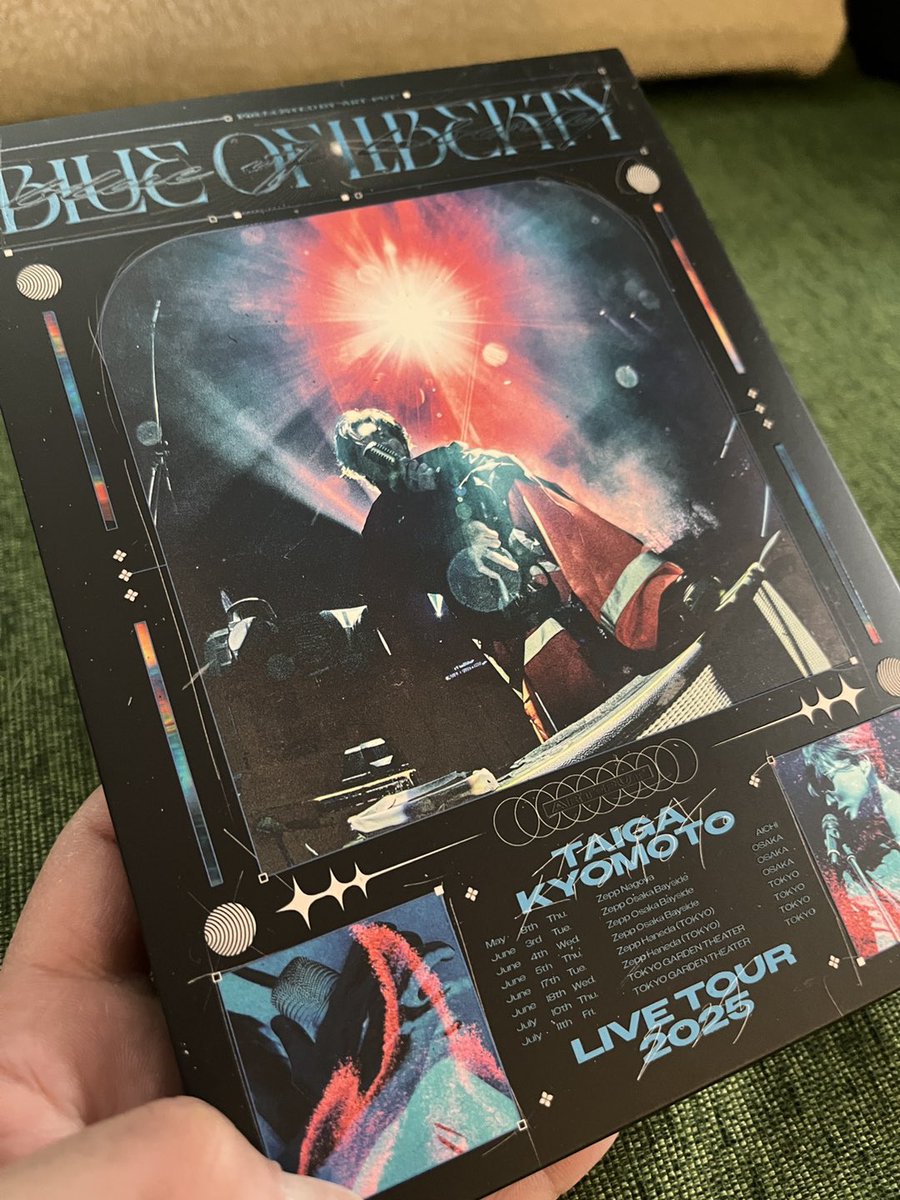 PRESENTED BY
BLUE OF LIBERTY
TAIGA
KYOMOTO
May 8th Thu. Zepp Nagoya AICHI
June 3rd Tue. Zepp Osaka Bayside OSAKA
June 4th Wed. Zepp Osaka Bayside OSAKA
June 5th Thu. Zepp Osaka Bayside OSAKA
June 17th Tue. Zepp Haneda (TOKYO) TOKYO
June 18th Wed. Zepp Haneda (TOKYO) TOKYO
July 10th Thu. TOKYO GARDEN THEATER TOKYO
July 11th Fri. TOKYO GARDEN THEATER TOKYO
LIVE TOUR
2025